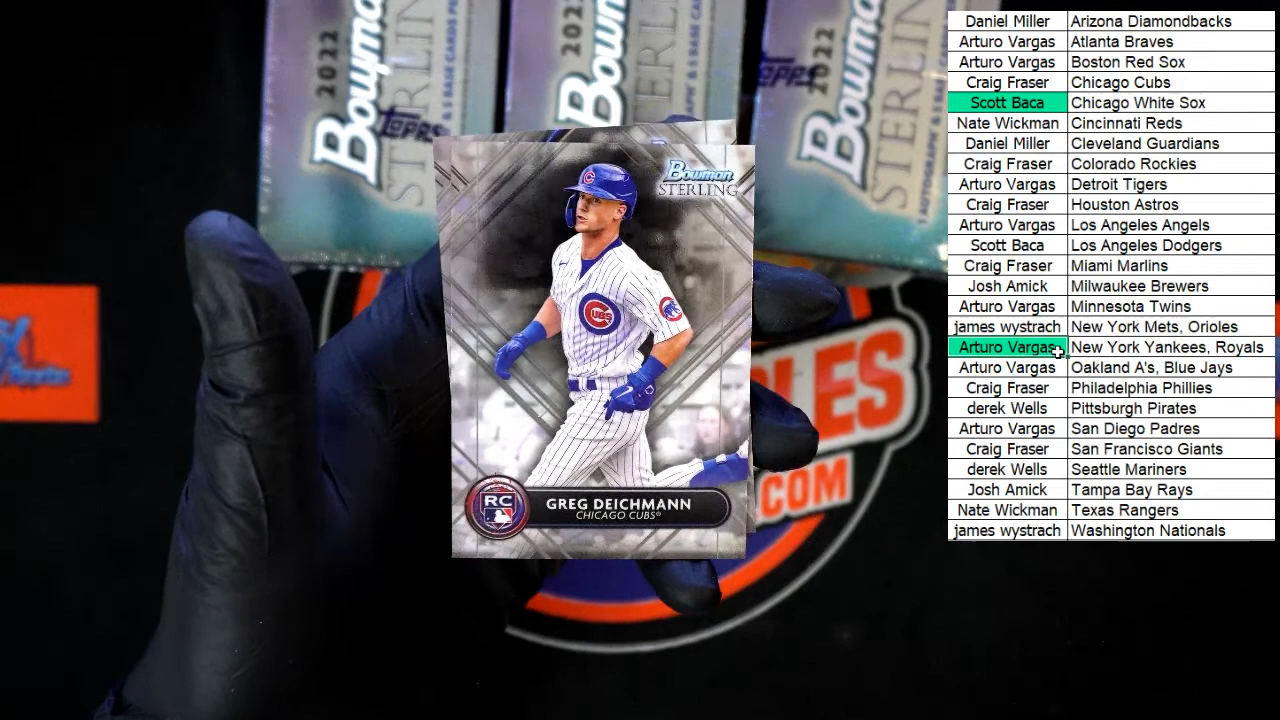 2022
Bowman
STERLING
Topps
2022
Bowman
Topps
2022
Bowman
STERLING
Bowman
STERLING
CUBS
RC
GREG DEICHMANN
CHICAGO CUBS®
LES
.COM
Daniel Miller Arizona Diamondbacks
Arturo Vargas Atlanta Braves
Arturo Vargas Boston Red Sox
Craig Fraser Chicago Cubs
Scott Baca Chicago White Sox
Nate Wickman Cincinnati Reds
Daniel Miller Cleveland Guardians
Craig Fraser Colorado Rockies
Arturo Vargas Detroit Tigers
Craig Fraser Houston Astros
Arturo Vargas Los Angeles Angels
Scott Baca Los Angeles Dodgers
Craig Fraser Miami Marlins
Josh Amick Milwaukee Brewers
Arturo Vargas Minnesota Twins
james wystrach New York Mets, Orioles
Arturo Vargas New York Yankees, Royals
Arturo Vargas Oakland A's, Blue Jays
Craig Fraser Philadelphia Phillies
derek Wells Pittsburgh Pirates
Arturo Vargas San Diego Padres
Craig Fraser San Francisco Giants
derek Wells Seattle Mariners
Josh Amick Tampa Bay Rays
Nate Wickman Texas Rangers
james wystrach Washington Nationals